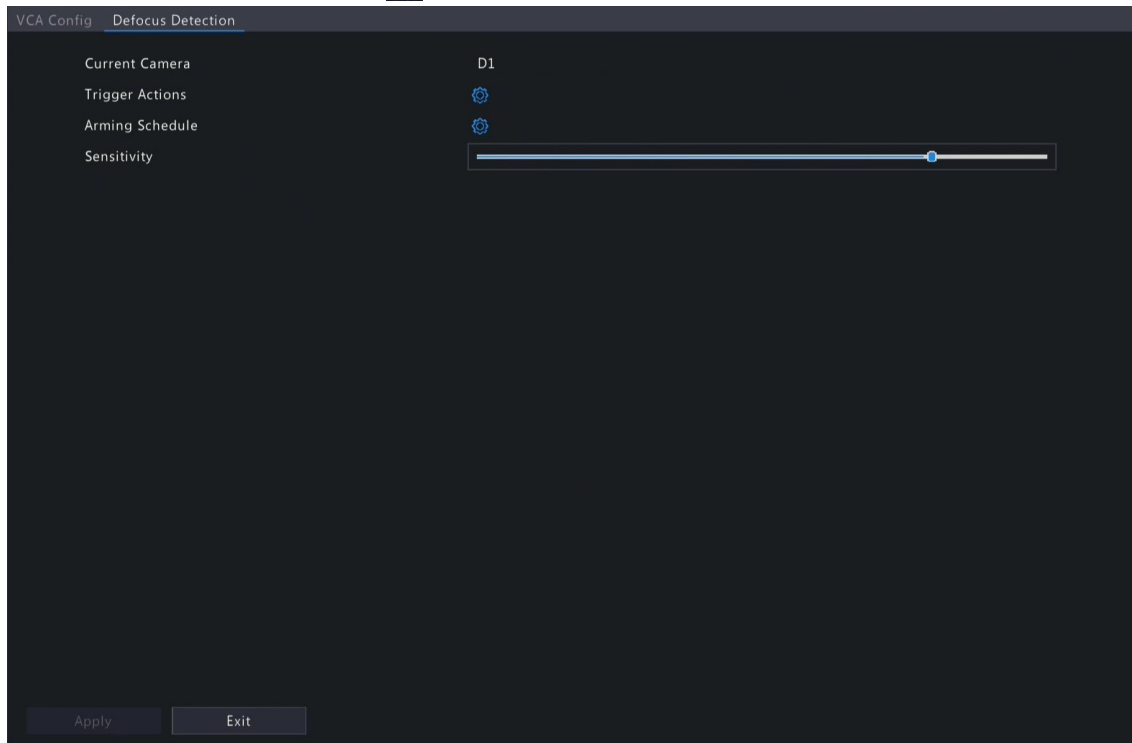 VCA Config Defocus Detection
Current Camera D1
Trigger Actions
Arming Schedule
Sensitivity
Apply Exit